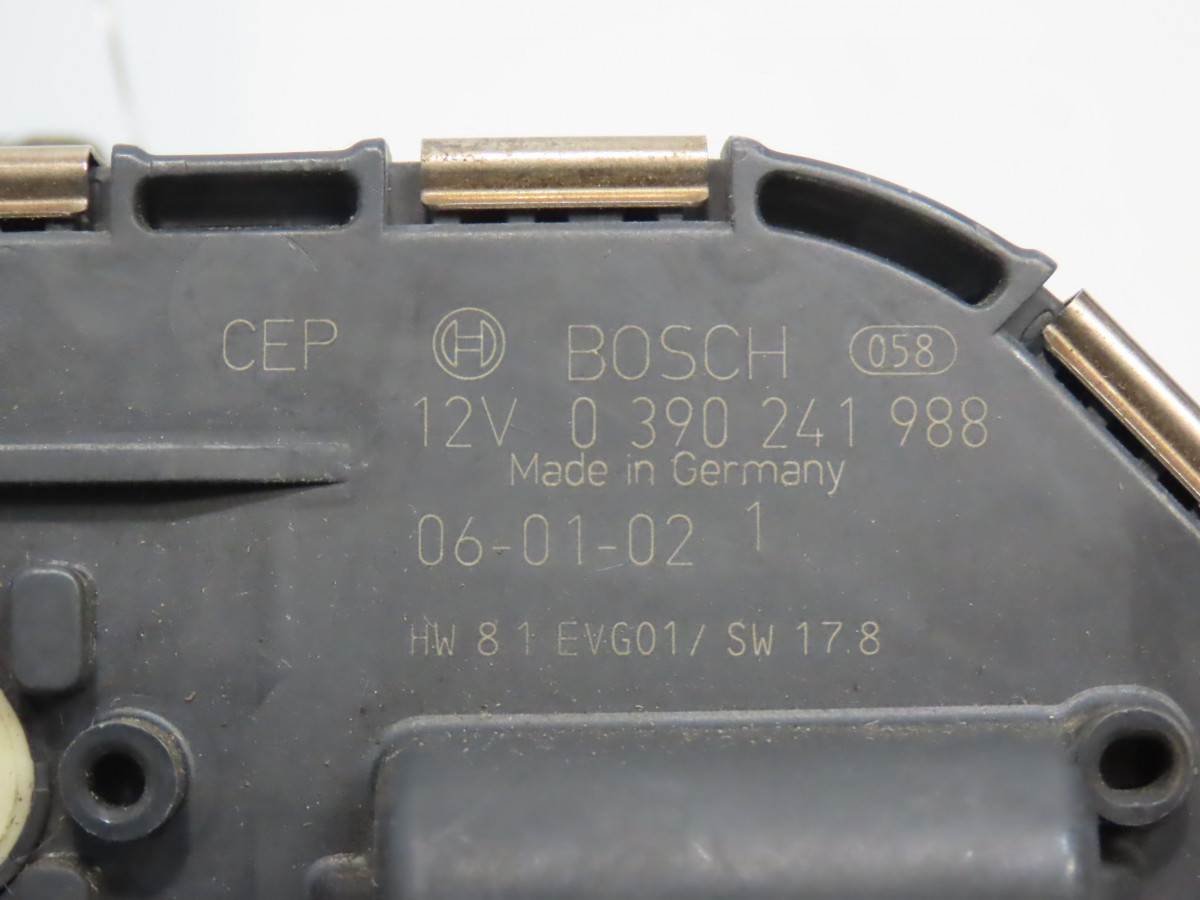 CEP BOSCH 058
12V 0 390 241 988
Made in Germany
06-01-02 1
HW 8 1 EVG01/ SW 17.8